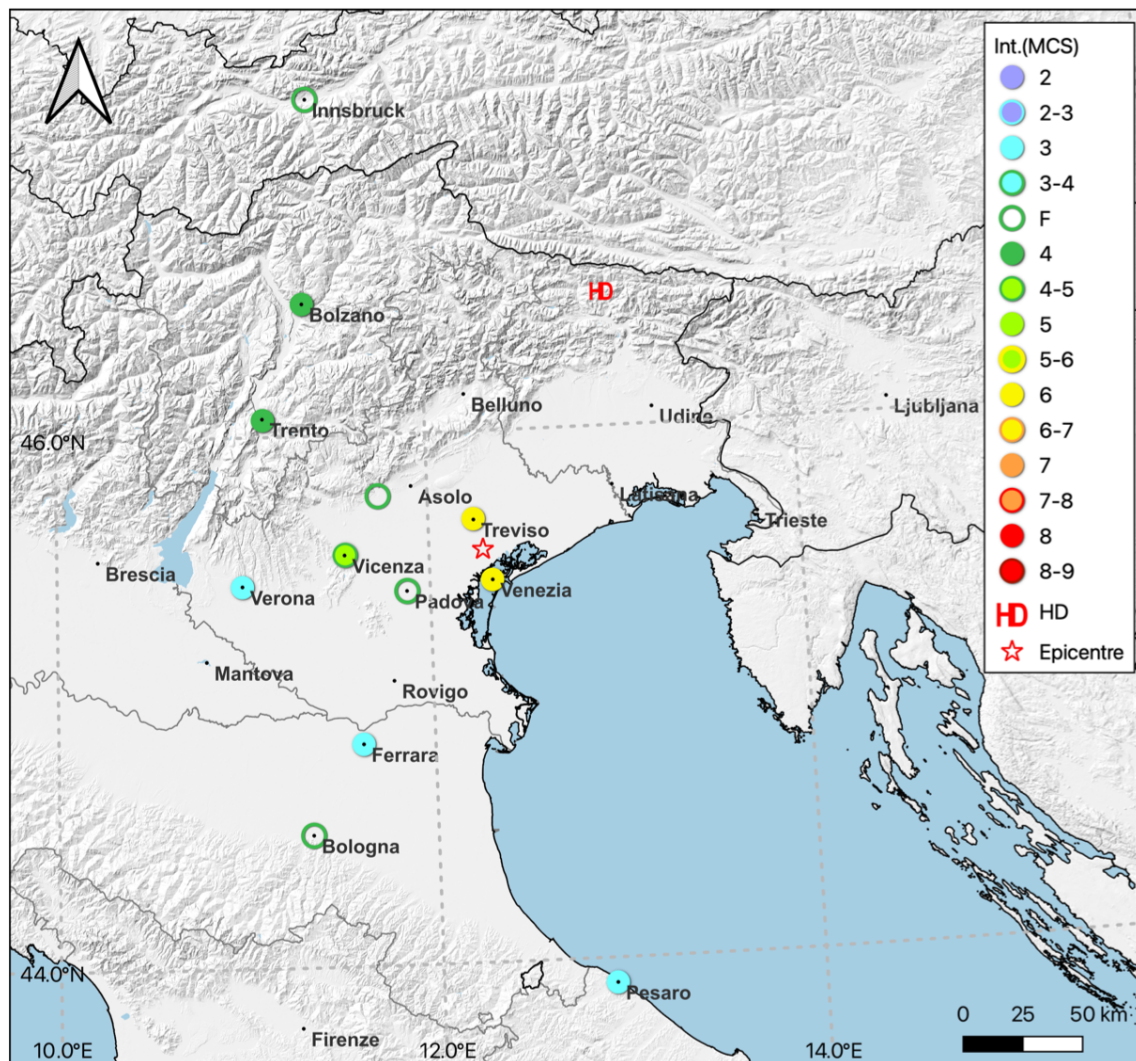 Int.(MCS)
2
2-3
3
3-4
F
4
4-5
5
5-6
6
6-7
7
7-8
8
8-9
HD HD
Epicentre
Innsbruck
HD
Bolzano
Belluno
Udine
Ljubljana
Trento
46.0°N
Asolo
Latisana
Treviso
Trieste
Vicenza
Brescia
Venezia
Verona
Padova
Mantova
Rovigo
Ferrara
Bologna
44.0°N
Pesaro
0 25 50 km
Firenze
10.0°E 12.0°E 14.0°E